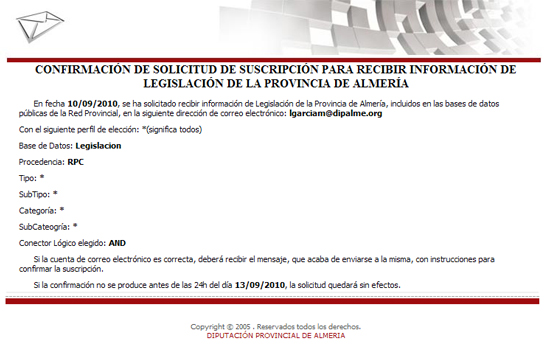 CONFIRMACIÓN DE SOLICITUD DE SUSCRIPCIÓN PARA RECIBIR INFORMACIÓN DE
LEGISLACIÓN DE LA PROVINCIA DE ALMERÍA
En fecha 10/09/2010, se ha solicitado recibir información de Legislación de la Provincia de Almería, incluidos en las bases de datos
públicas de la Red Provincial, en la siguiente dirección de correo electrónico: lgarciam@dipalme.org
Con el siguiente perfil de elección: *(significa todos)
Base de Datos: Legislacion
Procedencia: RPC
Tipo: *
SubTipo: *
Categoría: *
SubCateogría: *
Conector Lógico elegido: AND
Si la cuenta de correo electrónico es correcta, deberá recibir el mensaje, que acaba de enviarse a la misma, con instrucciones para
confirmar la suscripción.
Si la confirmación no se produce antes de las 24h del día 13/09/2010, la solicitud quedará sin efectos.
Copyright © 2005 . Reservados todos los derechos.
DIPUTACIÓN PROVINCIAL DE ALMERIA